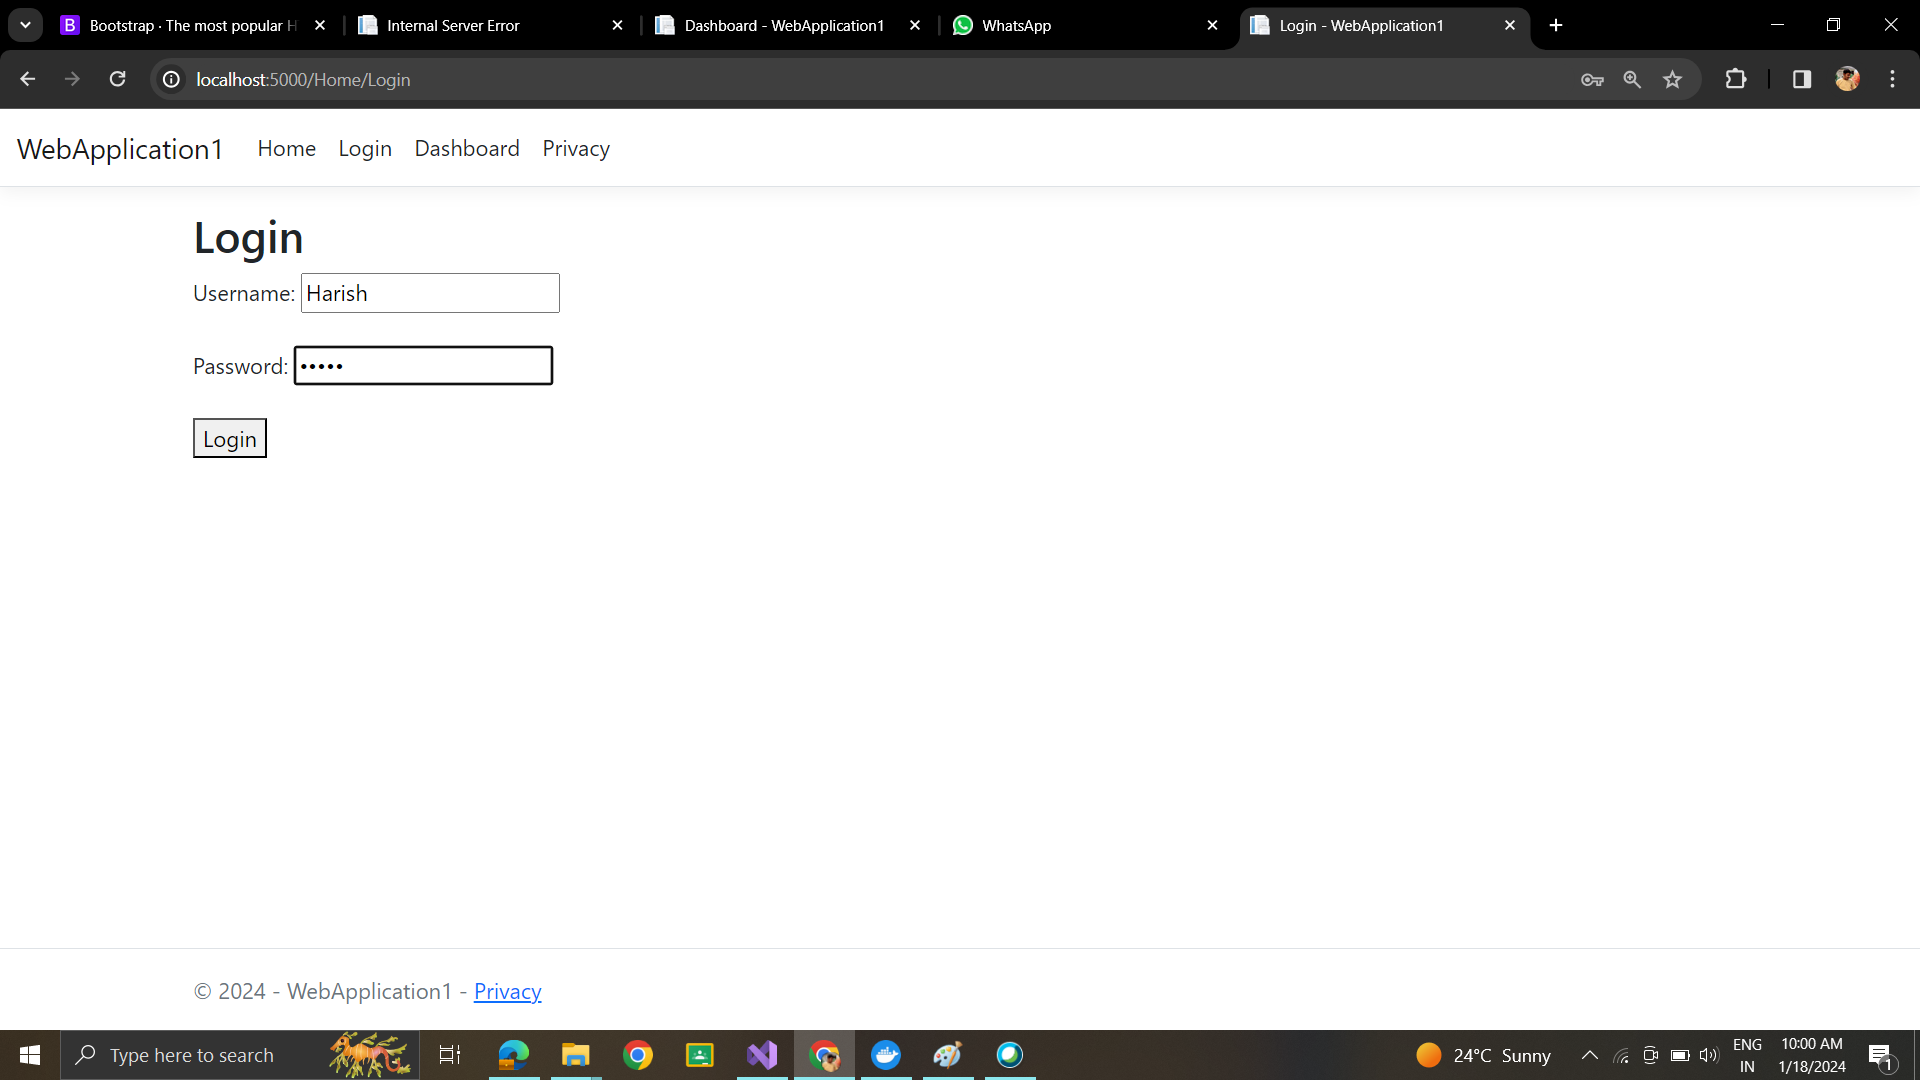 Bootstrap · The most popular H
Internal Server Error
Dashboard - WebApplication1
WhatsApp
Login - WebApplication1
localhost:5000/Home/Login
WebApplication1 Home Login Dashboard Privacy
Login
Username: Harish
Password: •••••
Login
© 2024 - WebApplication1 - Privacy
Type here to search
24°C Sunny
ENG
IN
10:00 AM
1/18/2024
1